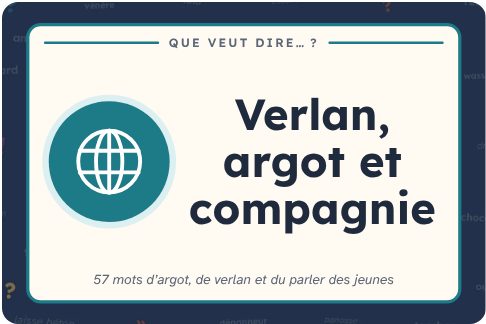 QUE VEUT DIRE… ?
Verlan,
argot et
compagnie
57 mots d'argot, de verlan et du parler des jeunes